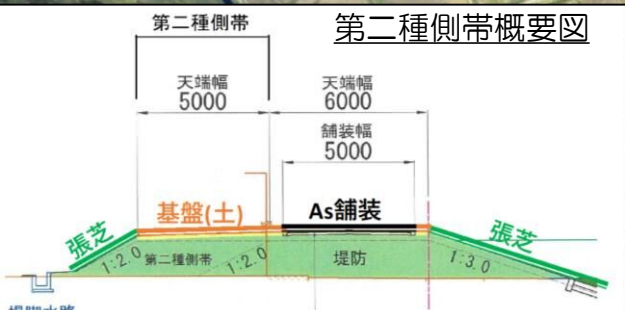 第二種側帯概要図
第二種側帯
天端幅
5000
天端幅
6000
舗装幅
5000
基盤(土)
As舗装
張芝
張芝
1:2.0
第二種側帯
1:2.0
堤防
1:3.0